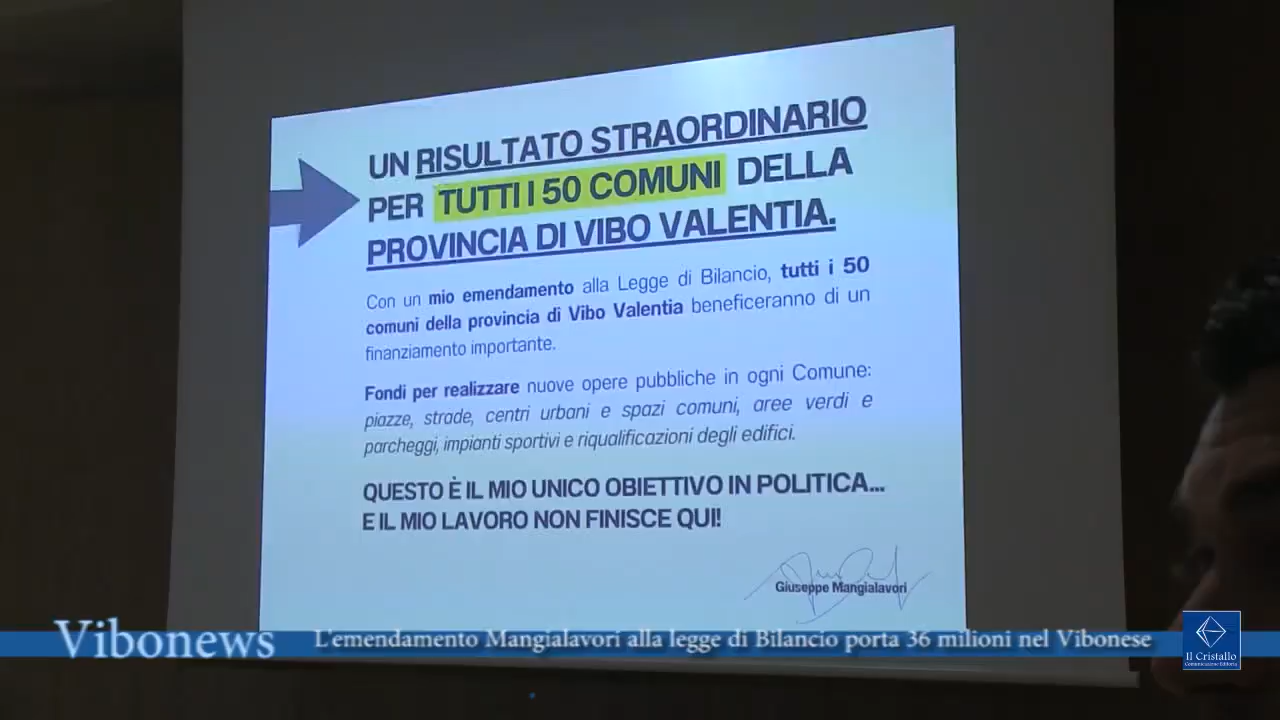 UN RISULTATO STRAORDINARIO
PER TUTTI I 50 COMUNI DELLA
PROVINCIA DI VIBO VALENTIA.
Con un mio emendamento alla Legge di Bilancio, tutti i 50
comuni della provincia di Vibo Valentia beneficeranno di un
finanziamento importante.
Fondi per realizzare nuove opere pubbliche in ogni Comune:
piazze, strade, centri urbani e spazi comuni, aree verdi e
parcheggi, impianti sportivi e riqualificazioni degli edifici.
QUESTO È IL MIO UNICO OBIETTIVO IN POLITICA...
E IL MIO LAVORO NON FINISCE QUI!
Giuseppe Mangialavori
Vibonews
L'emendamento Mangialavori alla legge di Bilancio porta 36 milioni nel Vibonese
Il Cristallo
Comunicazione Editoria